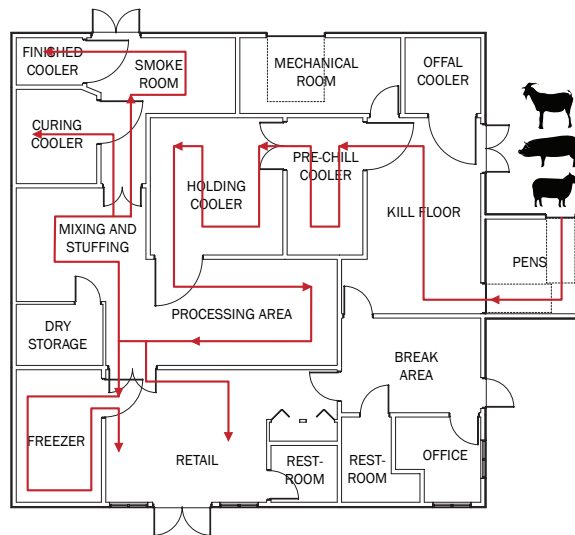 FINISHED
COOLER
SMOKE
ROOM
MECHANICAL
ROOM
OFFAL
COOLER
CURING
COOLER
PRE-CHILL
COOLER
HOLDING
COOLER
KILL FLOOR
MIXING AND
STUFFING
PENS
PROCESSING AREA
DRY
STORAGE
BREAK
AREA
FREEZER
RETAIL
REST-
ROOM
REST-
ROOM
OFFICE